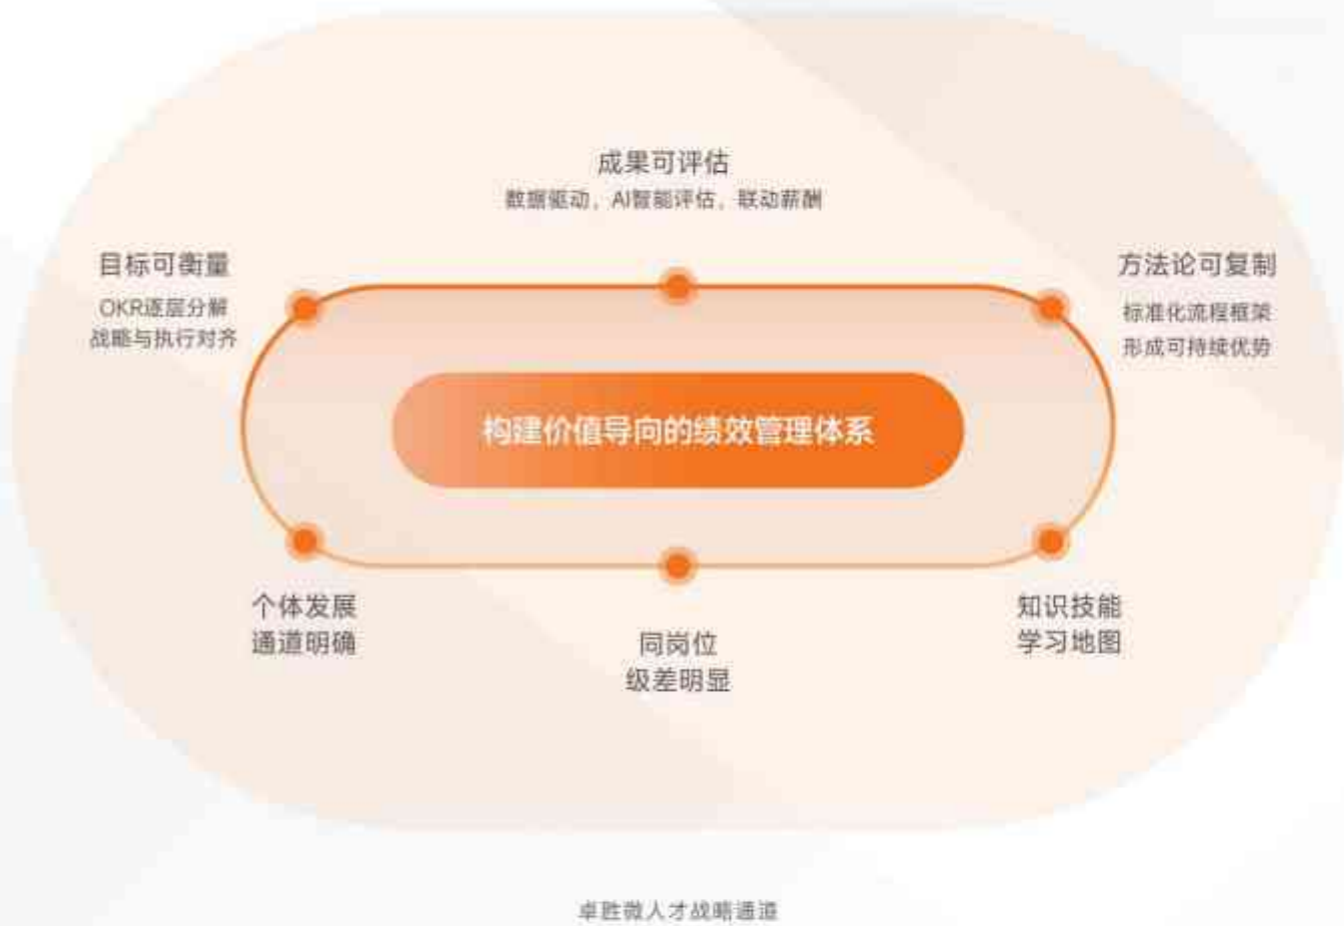 成果可评估
数据驱动、AI智能评估、联动薪酬
目标可衡量
OKR逐层分解
战略与执行对齐
方法论可复制
标准化流程框架
形成可持续优势
构建价值导向的绩效管理体系
个体发展
通道明确
同岗位
级差明显
知识技能
学习地图
卓胜微人才战略通道